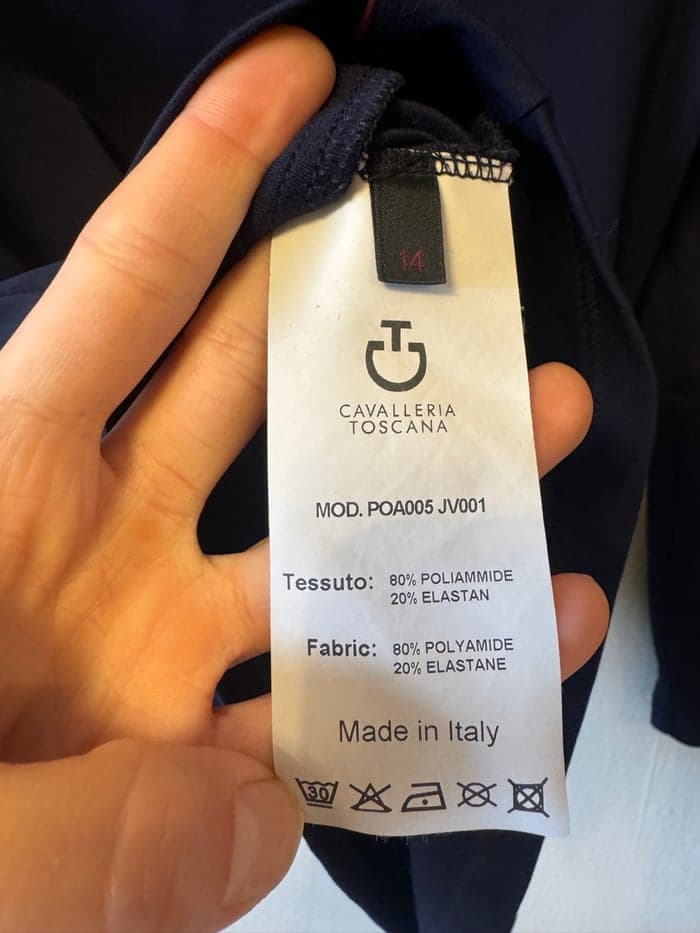 14
CAVALLERIA
TOSCANA
MOD. POA005 JV001
Tessuto: 80% POLIAMMIDE
20% ELASTAN
Fabric: 80% POLYAMIDE
20% ELASTANE
Made in Italy
30